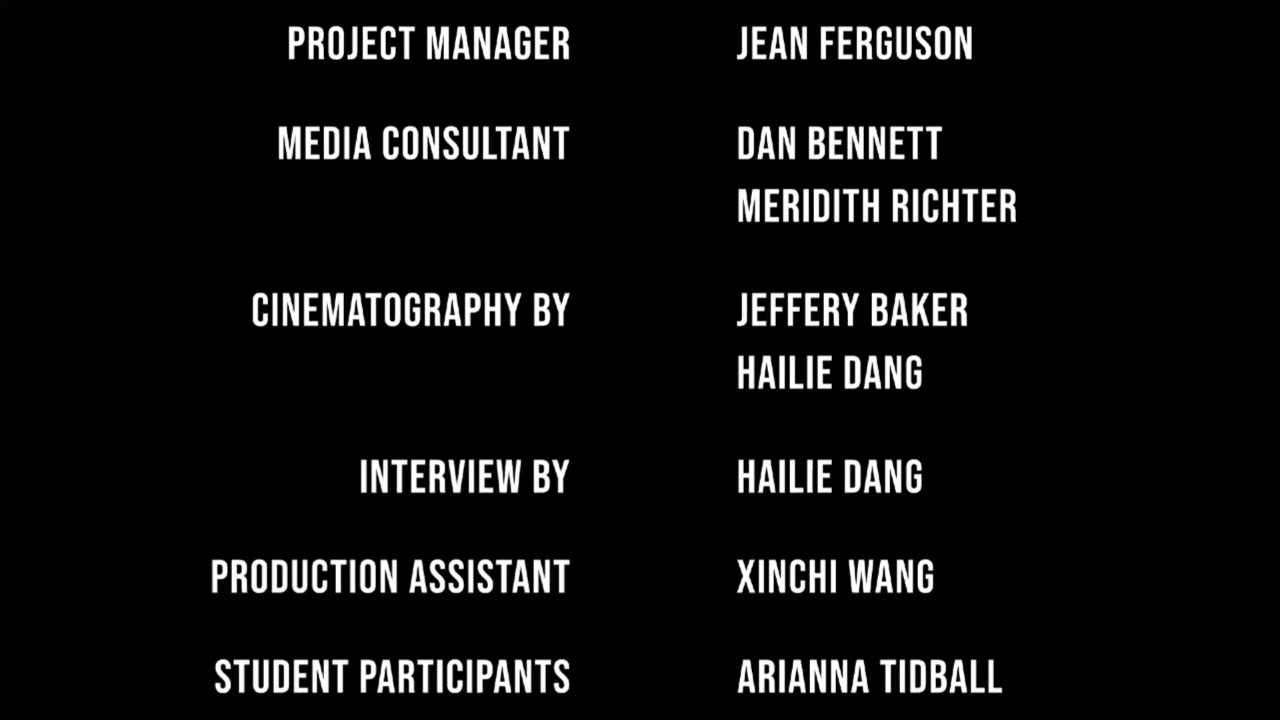 PROJECT MANAGER JEAN FERGUSON
MEDIA CONSULTANT DAN BENNETT
MERIDITH RICHTER
CINEMATOGRAPHY BY JEFFERY BAKER
HAILIE DANG
INTERVIEW BY HAILIE DANG
PRODUCTION ASSISTANT XINCHI WANG
STUDENT PARTICIPANTS ARIANNA TIDBALL